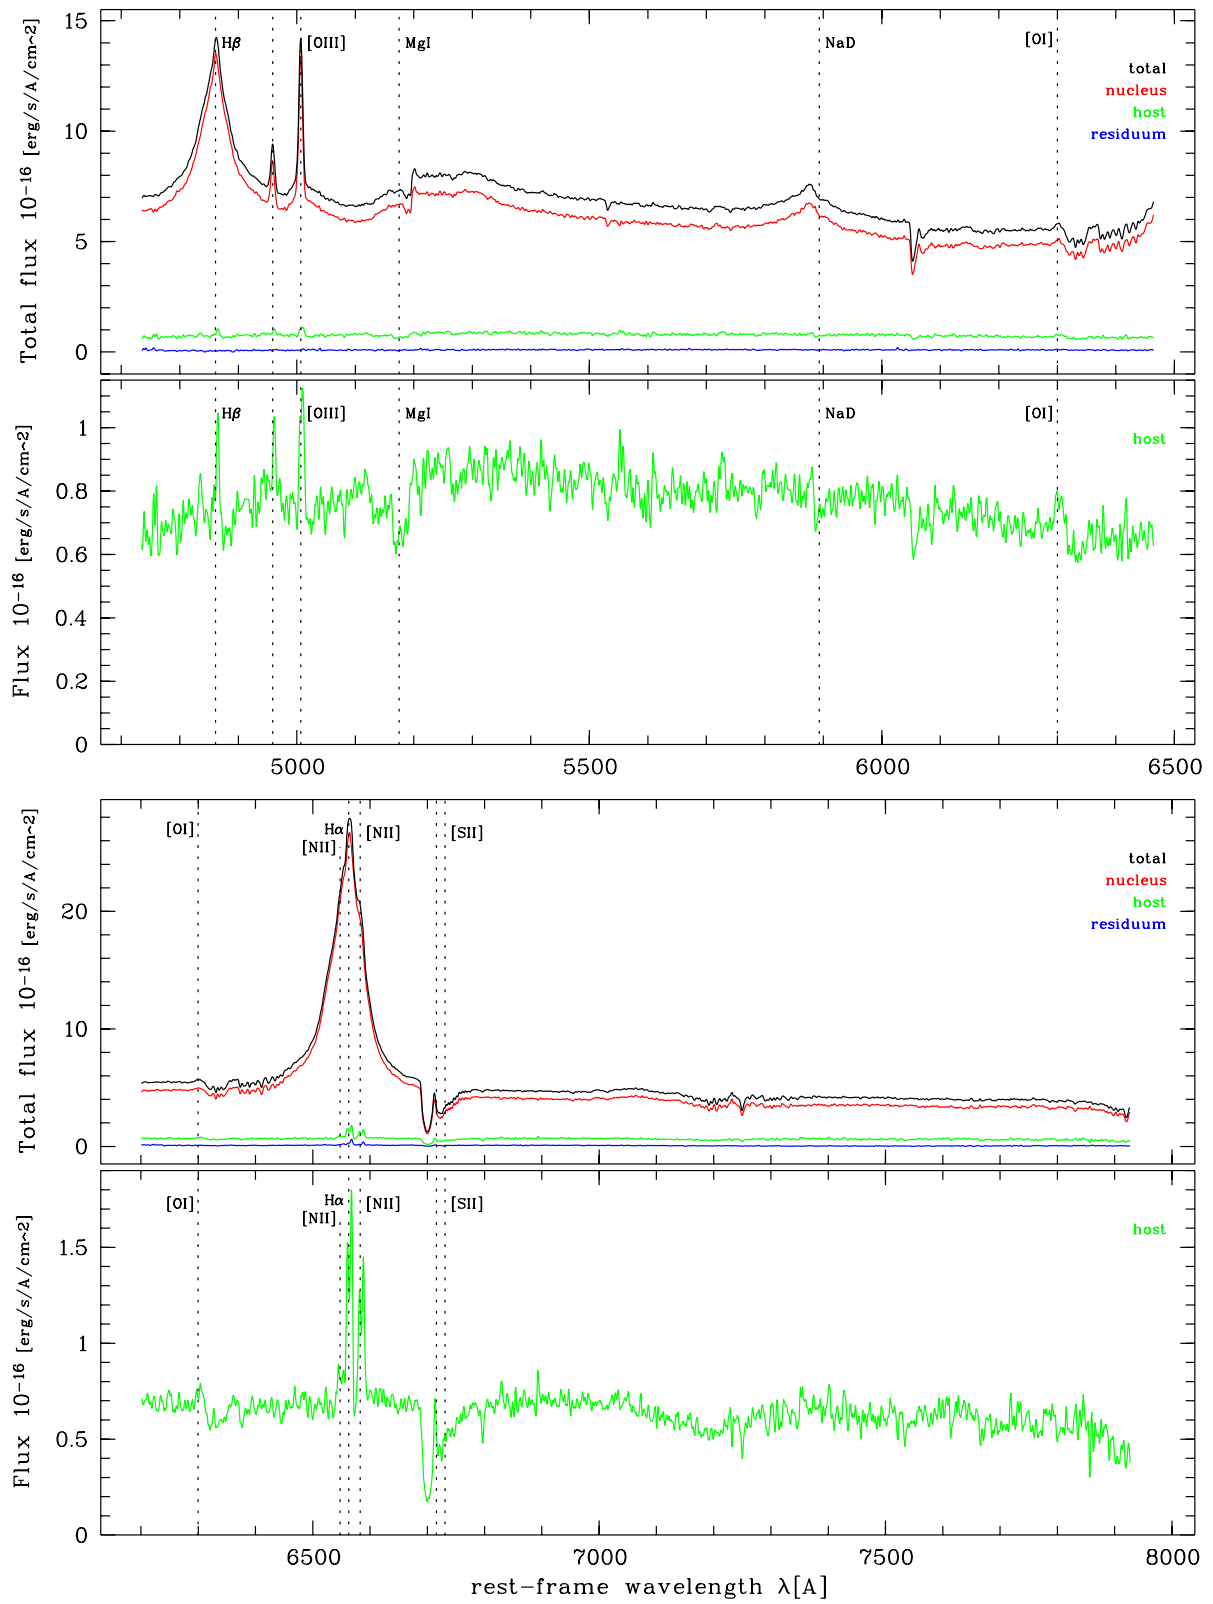 15
10
5
0
Total flux 10−16 [erg/s/A/cm^2]
Hβ
[OIII]
MgI
NaD
[OI]
total
nucleus
host
residuum
1
0.8
0.6
0.4
0.2
0
Flux 10−16 [erg/s/A/cm^2]
Hβ
[OIII]
MgI
NaD
[OI]
host
5000
5500
6000
6500
20
10
0
Total flux 10−16 [erg/s/A/cm^2]
[OI]
Hα
[NII]
[NII]
[SII]
total
nucleus
host
residuum
1.5
1
0.5
0
Flux 10−16 [erg/s/A/cm^2]
[OI]
Hα
[NII]
[NII]
[SII]
host
6500
7000
7500
8000
rest−frame wavelength λ[A]